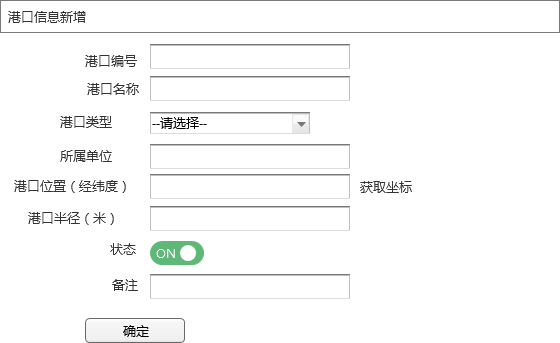 港口信息新增
港口编号
港口名称
港口类型 --请选择--
所属单位
港口位置（经纬度） 获取坐标
港口半径（米）
状态 ON
备注
确定